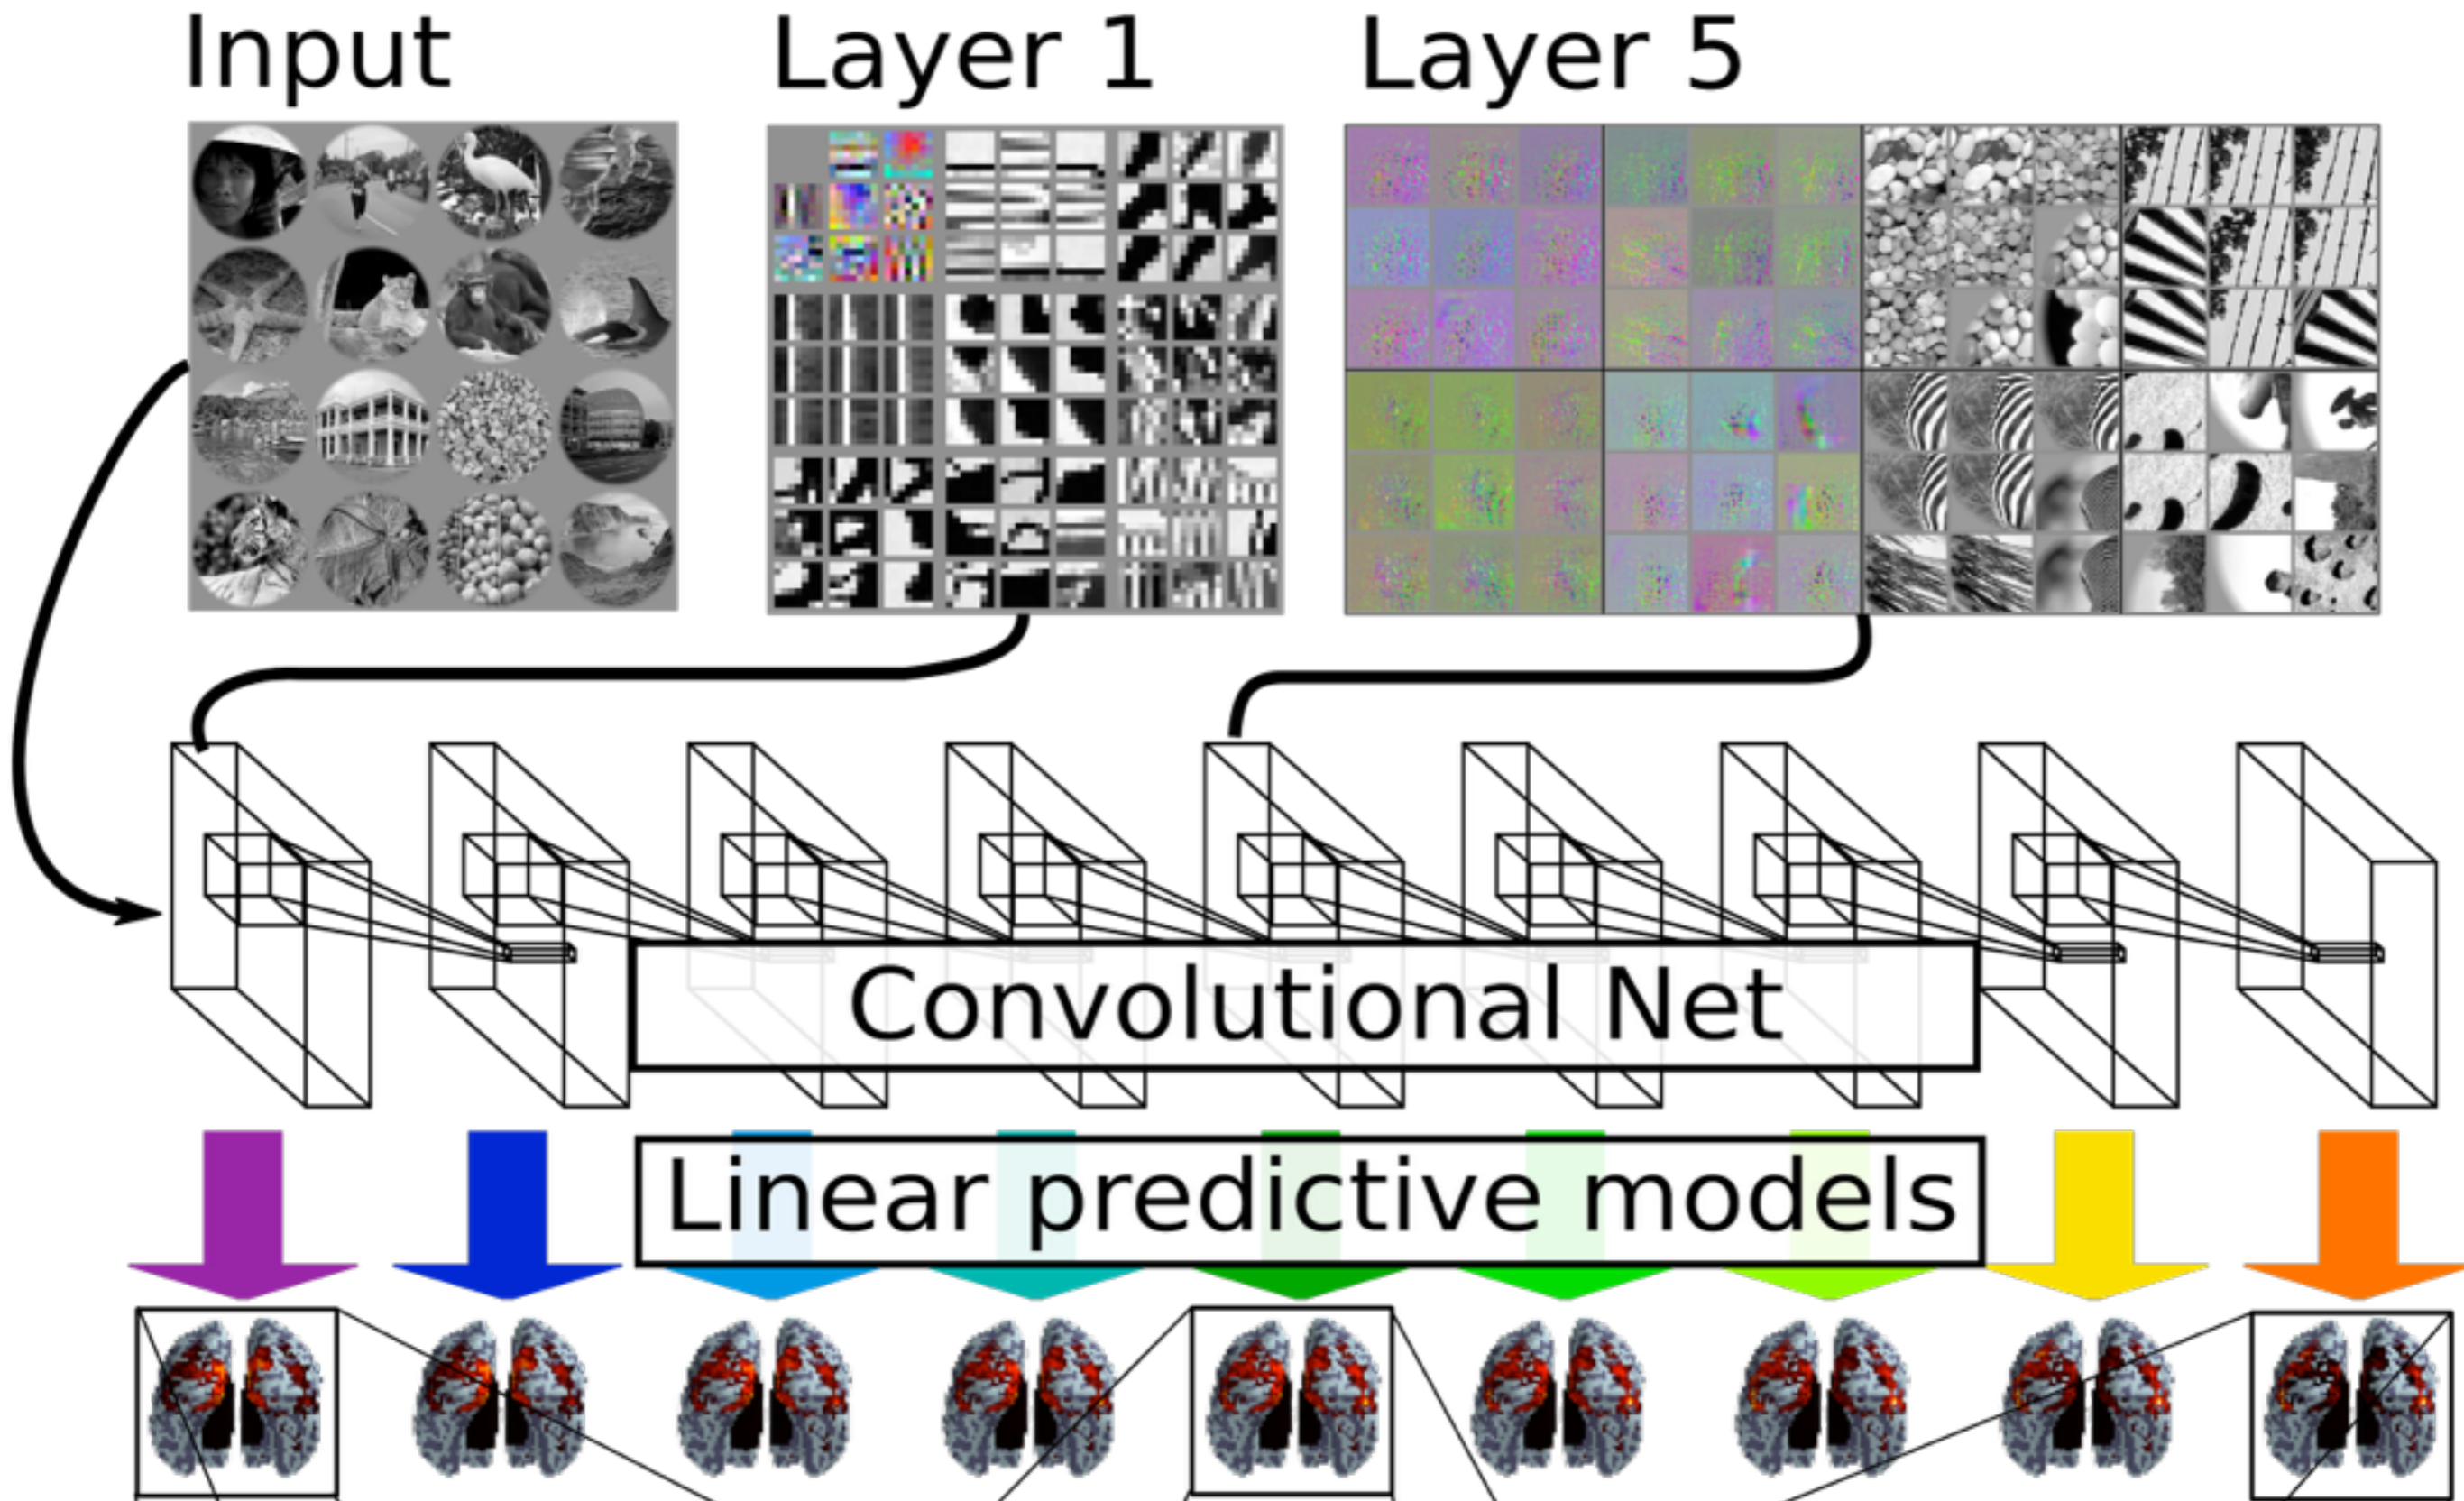 Input
Layer 1
Layer 5
Convolutional Net
Linear predictive models